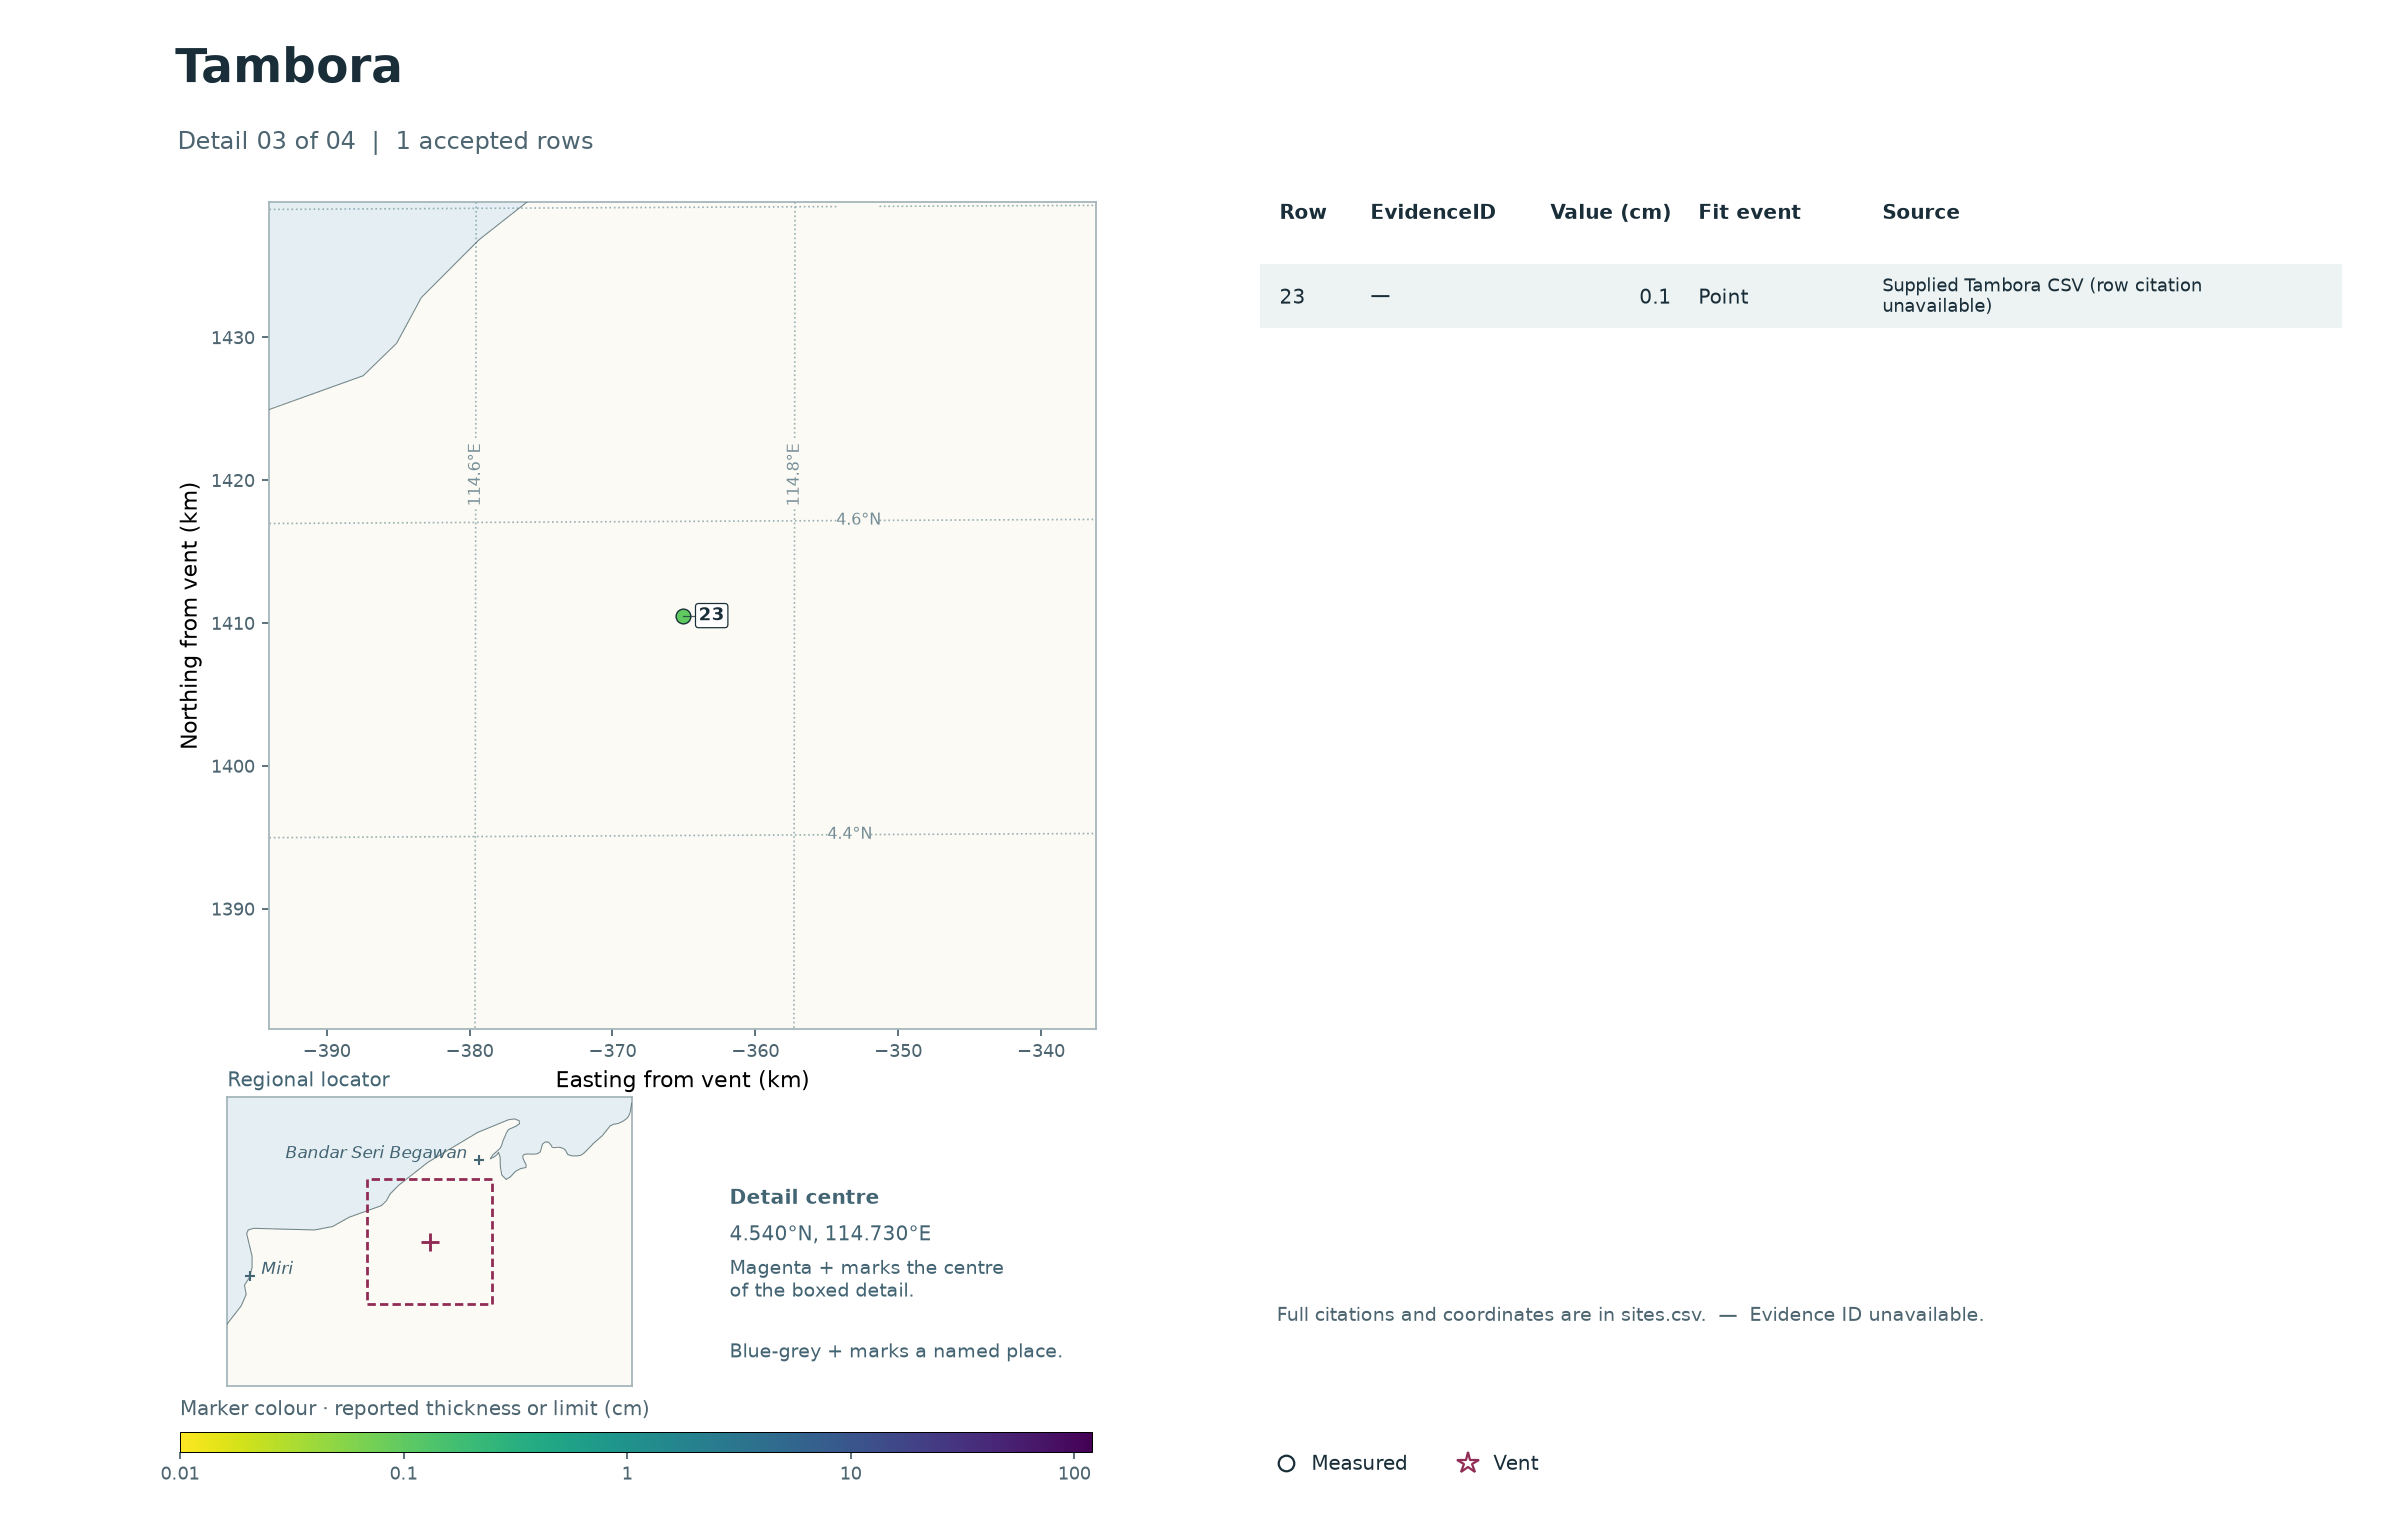 Tambora
Detail 03 of 04 | 1 accepted rows
Row EvidenceID Value (cm) Fit event Source
23 — 0.1 Point Supplied Tambora CSV (row citation
unavailable)
Northing from vent (km)
1430
1420
1410
1400
1390
114.6°E
114.8°E
4.6°N
23
4.4°N
−390 −380 −370 −360 −350 −340
Easting from vent (km)
Regional locator
Bandar Seri Begawan
Miri
Detail centre
4.540°N, 114.730°E
Magenta + marks the centre
of the boxed detail.
Blue-grey + marks a named place.
Full citations and coordinates are in sites.csv. — Evidence ID unavailable.
Marker colour · reported thickness or limit (cm)
0.01 0.1 1 10 100
Measured Vent